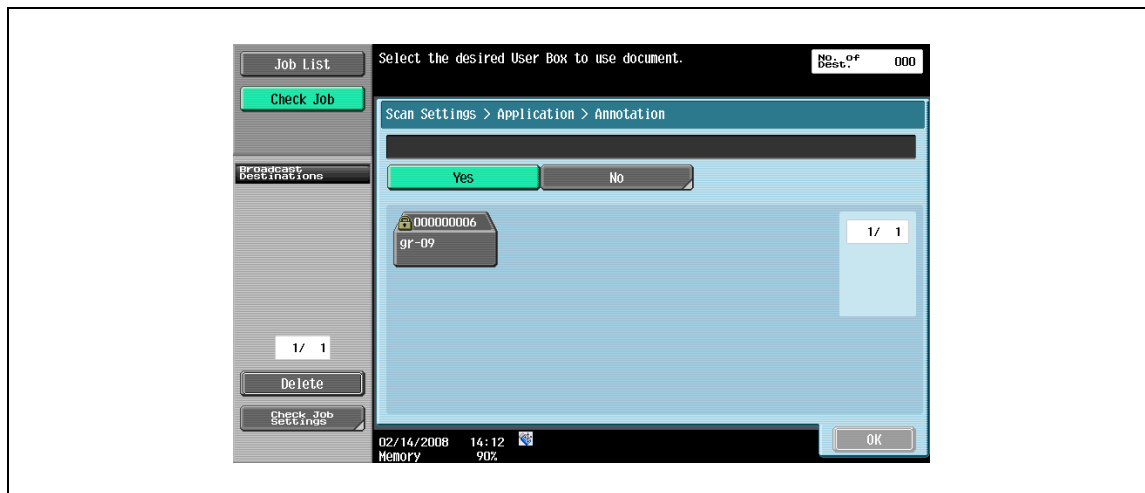 Job List
Check Job
Broadcast
Destinations
1/ 1
Delete
Check Job
Settings
Select the desired User Box to use document.
No. of
Dest. 000
Scan Settings > Application > Annotation
Yes No
000000006
gr-09
1/ 1
02/14/2008 14:12
Memory 90%
OK